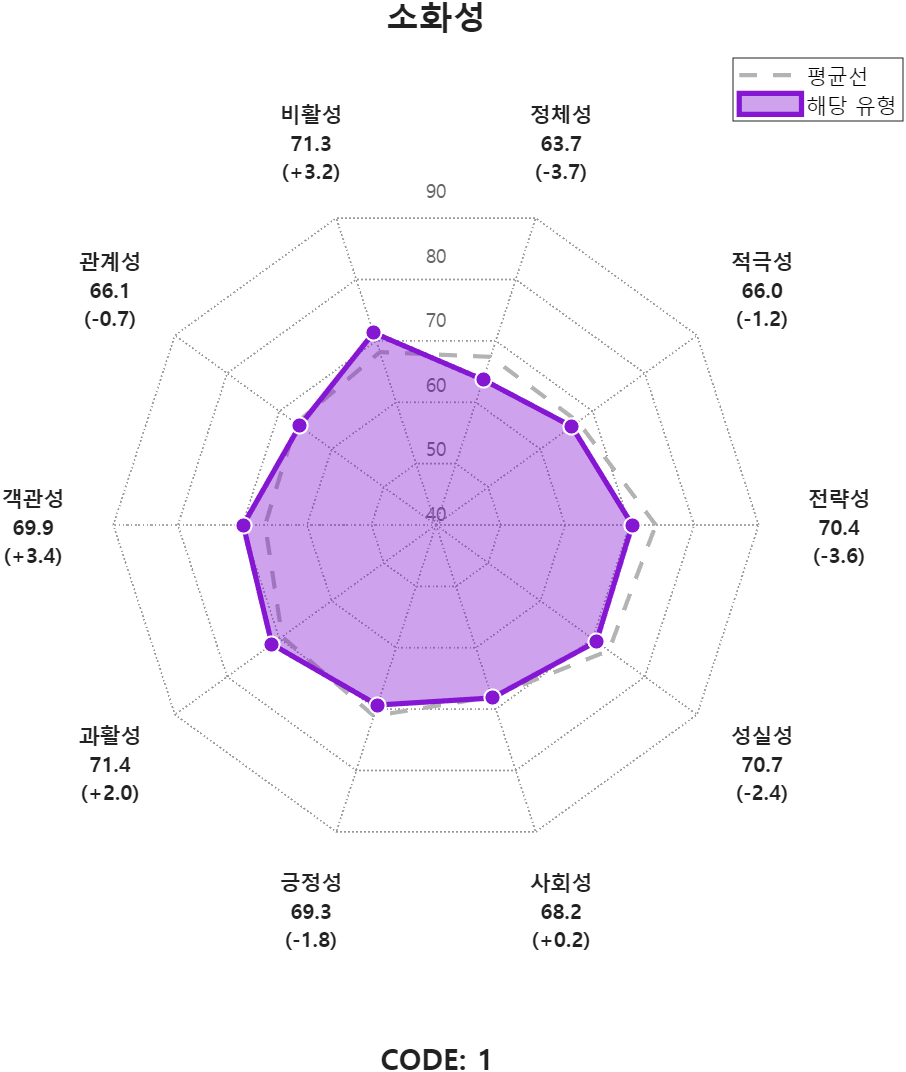 소화성
평균선
해당 유형
비활성
71.3
(+3.2)
정체성
63.7
(-3.7)
관계성
66.1
(-0.7)
적극성
66.0
(-1.2)
90
80
70
60
50
40
객관성
69.9
(+3.4)
전략성
70.4
(-3.6)
과활성
71.4
(+2.0)
성실성
70.7
(-2.4)
긍정성
69.3
(-1.8)
사회성
68.2
(+0.2)
CODE: 1